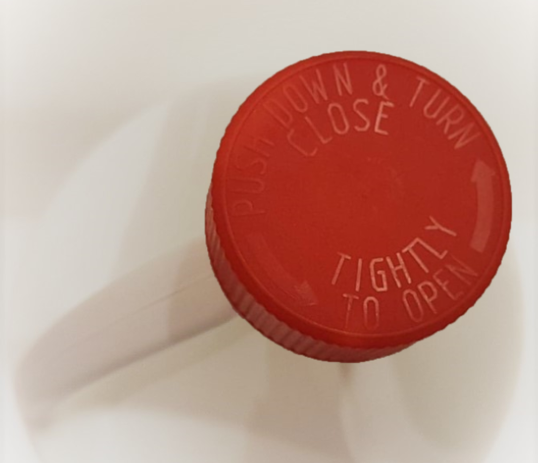 PUSH DOWN & TURN
CLOSE
TIGHTLY
TO OPEN